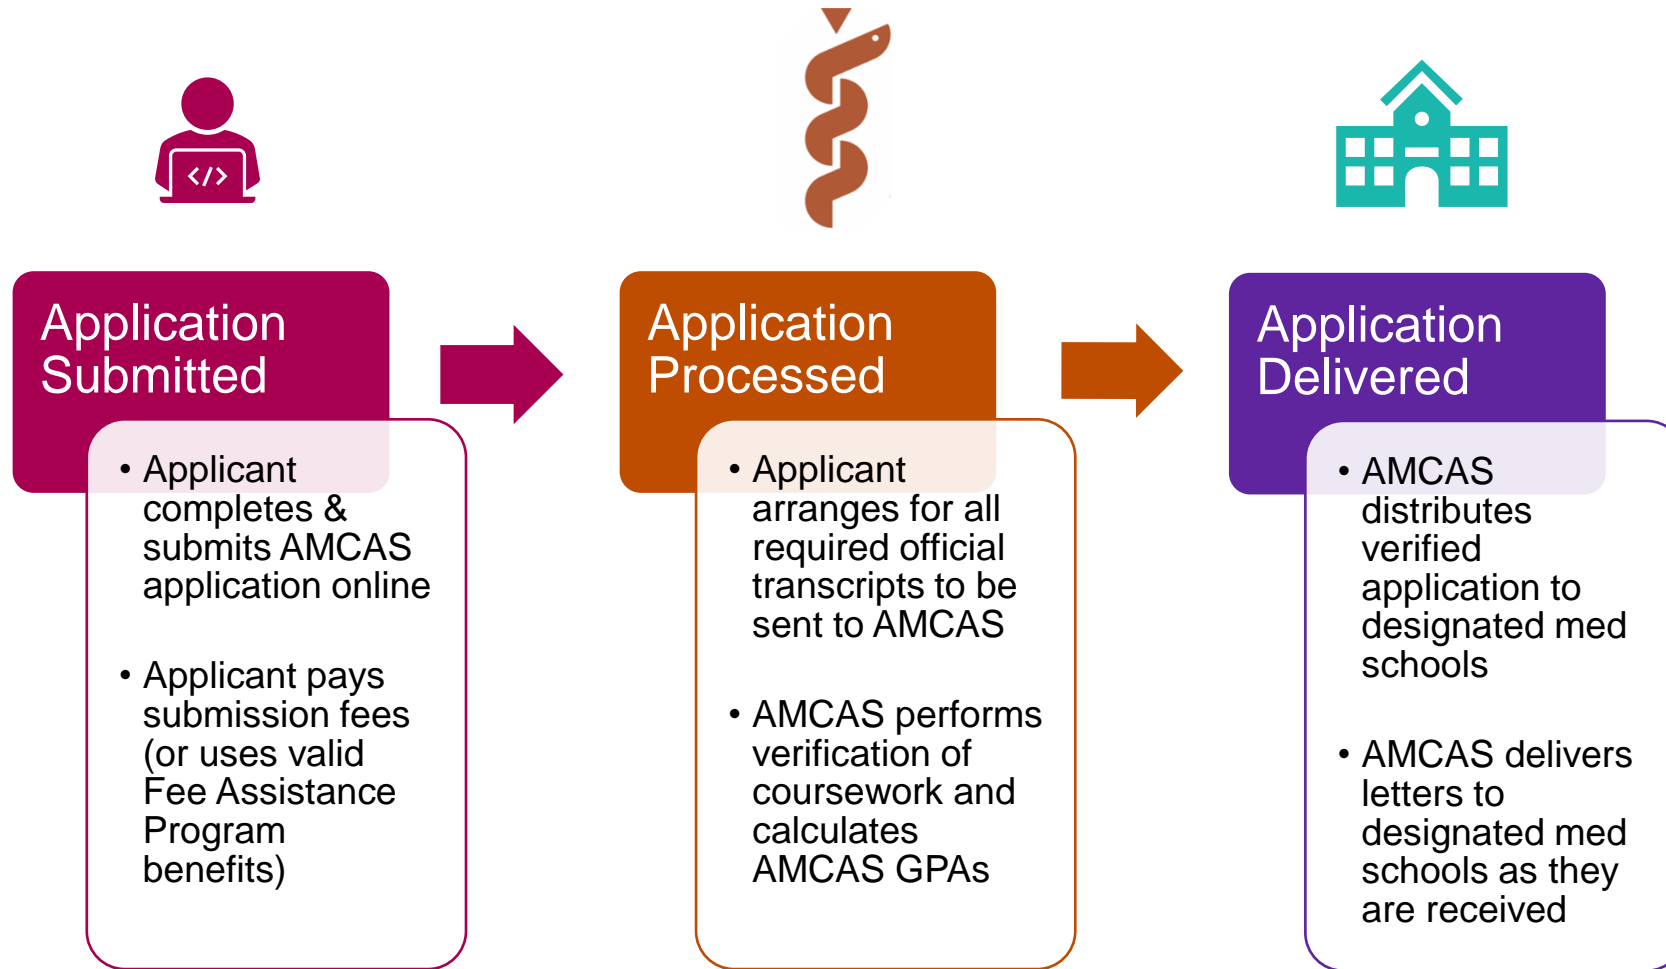 </>
Application
Submitted
• Applicant
completes &
submits AMCAS
application online
• Applicant pays
submission fees
(or uses valid
Fee Assistance
Program
benefits)
Application
Processed
• Applicant
arranges for all
required official
transcripts to be
sent to AMCAS
• AMCAS performs
verification of
coursework and
calculates
AMCAS GPAs
Application
Delivered
• AMCAS
distributes
verified
application to
designated med
schools
• AMCAS delivers
letters to
designated med
schools as they
are received